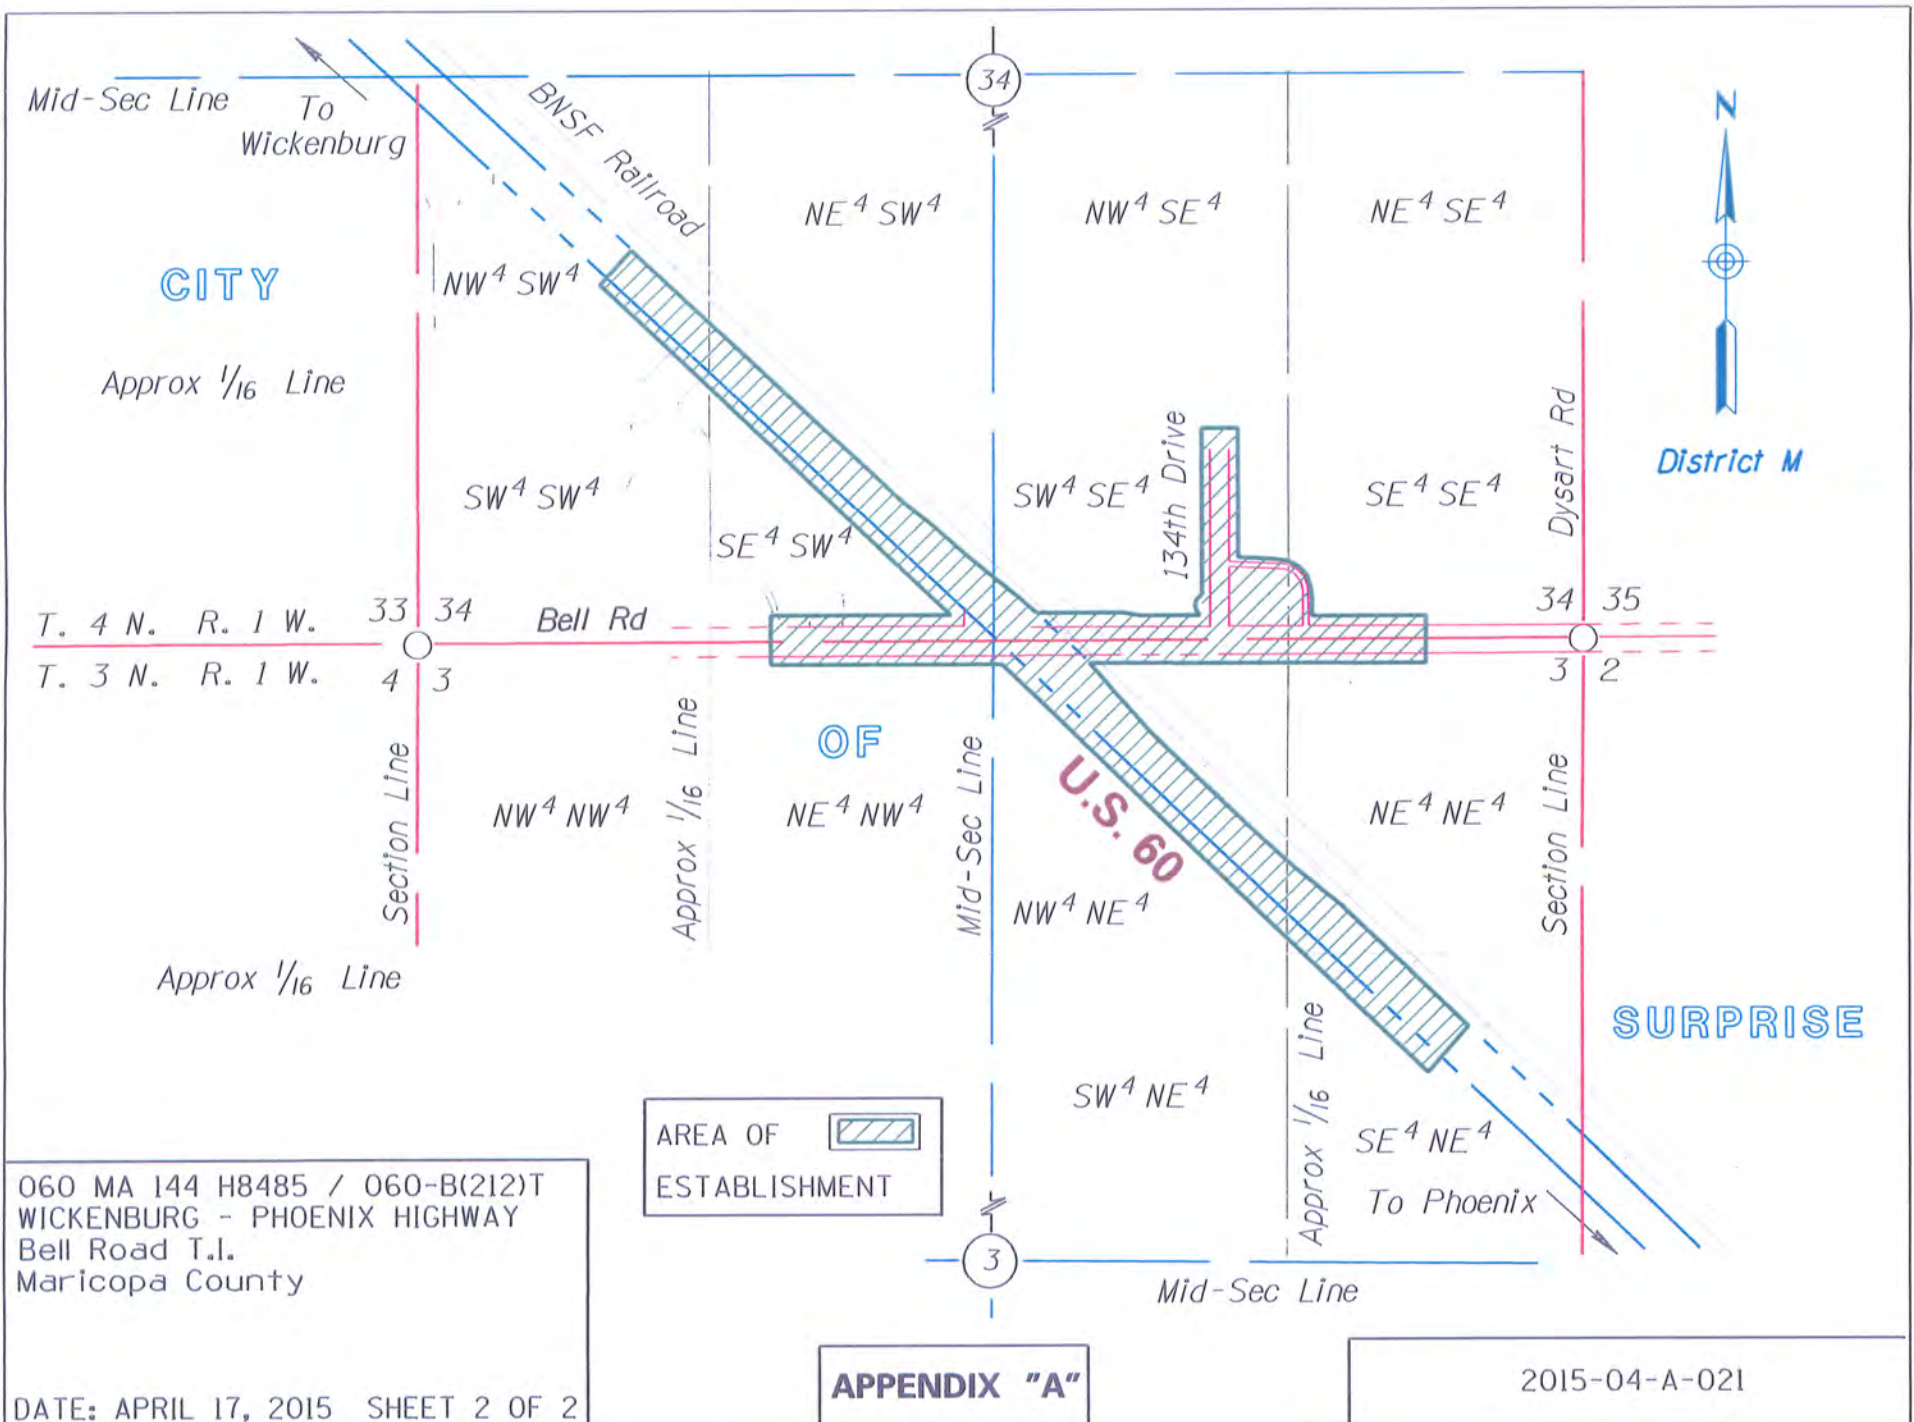 34
Mid-Sec Line
To
Wickenburg
BNSF Railroad
N
NE⁴ SW⁴
NW⁴ SE⁴
NE⁴ SE⁴
CITY
NW⁴ SW⁴
Approx 1/16 Line
134th Drive
Dysart Rd
District M
SW⁴ SW⁴
SW⁴ SE⁴
SE⁴ SE⁴
SE⁴ SW⁴
T. 4 N. R. 1 W.
33
34
Bell Rd
34
35
T. 3 N. R. 1 W.
4
3
3
2
Section Line
Approx 1/16 Line
OF
Mid-Sec Line
U.S. 60
Section Line
NW⁴ NW⁴
NE⁴ NW⁴
NE⁴ NE⁴
NW⁴ NE⁴
Approx 1/16 Line
SURPRISE
Approx 1/16 Line
SW⁴ NE⁴
SE⁴ NE⁴
To Phoenix
AREA OF
ESTABLISHMENT
3
Mid-Sec Line
060 MA 144 H8485 / 060-B(212)T
WICKENBURG - PHOENIX HIGHWAY
Bell Road T.I.
Maricopa County
DATE: APRIL 17, 2015 SHEET 2 OF 2
APPENDIX "A"
2015-04-A-021